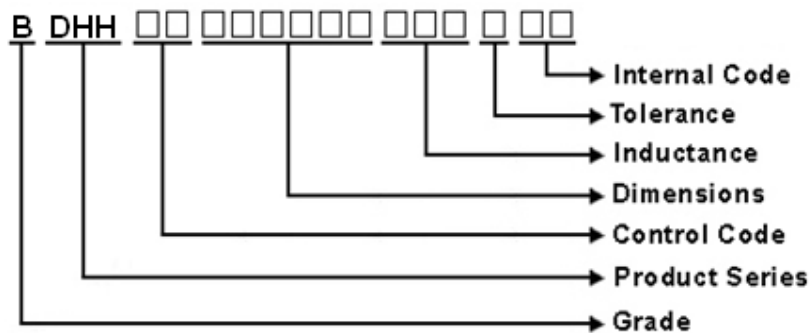 B DHH □□ □□□□□□ □□□ □ □□
Internal Code
Tolerance
Inductance
Dimensions
Control Code
Product Series
Grade